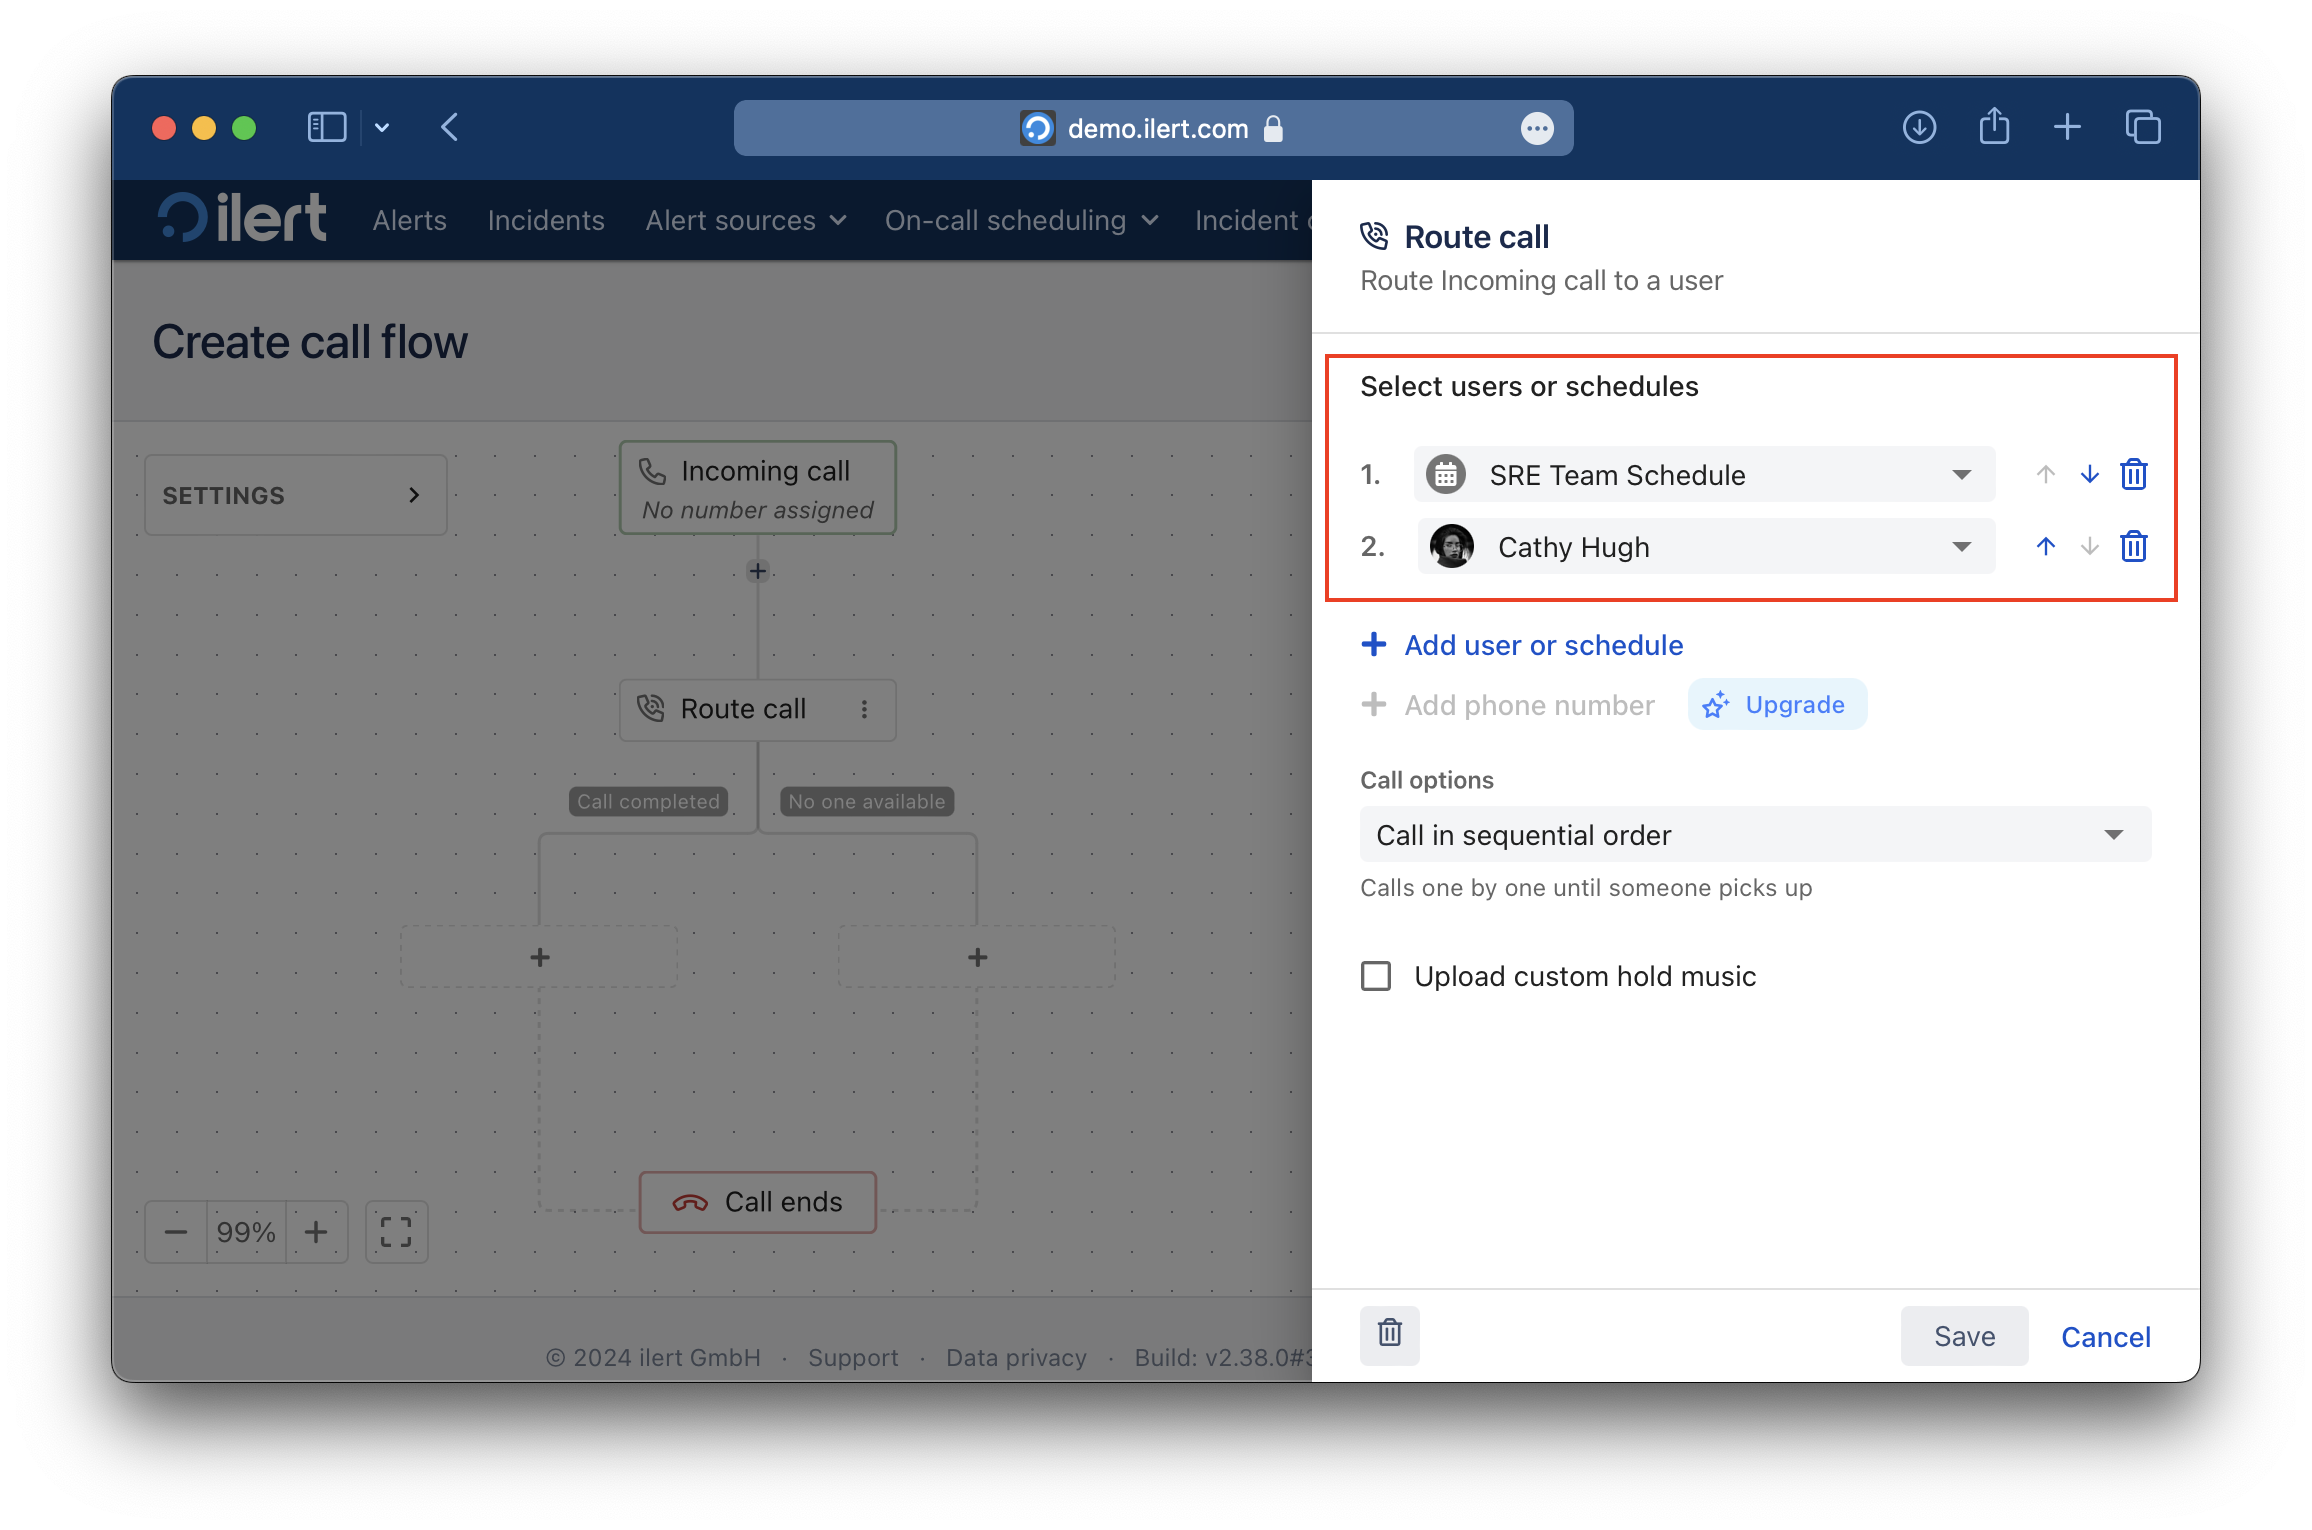 demo.ilert.com
ilert Alerts Incidents Alert sources On-call scheduling Incident
Create call flow
SETTINGS
Incoming call
No number assigned
Route call
Call completed No one available
Call ends
99%
© 2024 ilert GmbH · Support · Data privacy · Build: v2.38.0#3
Route call
Route Incoming call to a user
Select users or schedules
1. SRE Team Schedule
2. Cathy Hugh
Add user or schedule
Add phone number Upgrade
Call options
Call in sequential order
Calls one by one until someone picks up
Upload custom hold music
Save Cancel